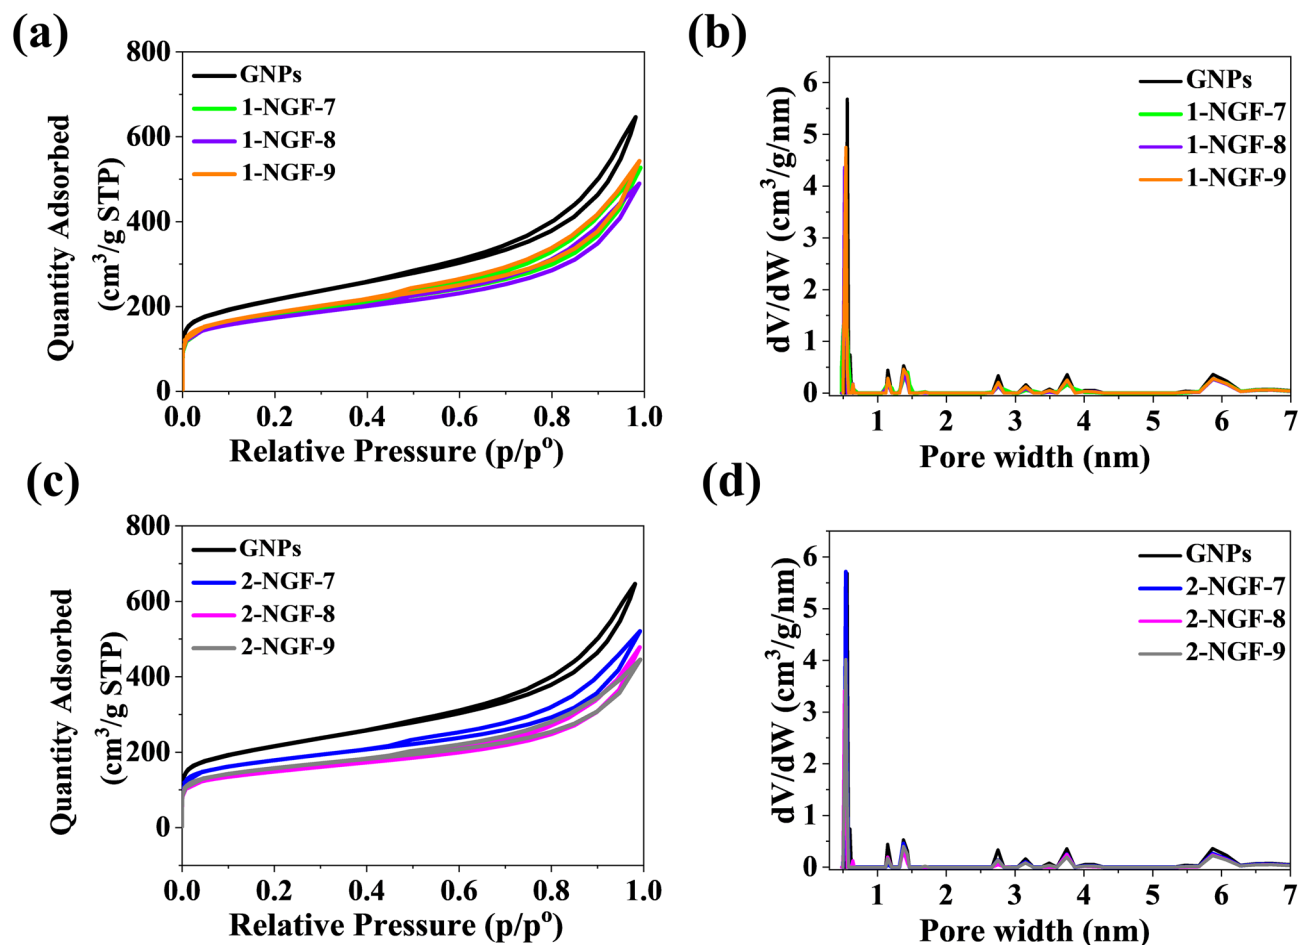 (a)
Quantity Adsorbed
(cm³/g STP)
800
600
400
200
0
GNPs
1-NGF-7
1-NGF-8
1-NGF-9
0.0 0.2 0.4 0.6 0.8 1.0
Relative Pressure (p/pº)
(b)
dV/dW (cm³/g/nm)
6
5
4
3
2
1
0
GNPs
1-NGF-7
1-NGF-8
1-NGF-9
1 2 3 4 5 6 7
Pore width (nm)
(c)
Quantity Adsorbed
(cm³/g STP)
800
600
400
200
0
GNPs
2-NGF-7
2-NGF-8
2-NGF-9
0.0 0.2 0.4 0.6 0.8 1.0
Relative Pressure (p/pº)
(d)
dV/dW (cm³/g/nm)
6
5
4
3
2
1
0
GNPs
2-NGF-7
2-NGF-8
2-NGF-9
1 2 3 4 5 6 7
Pore width (nm)